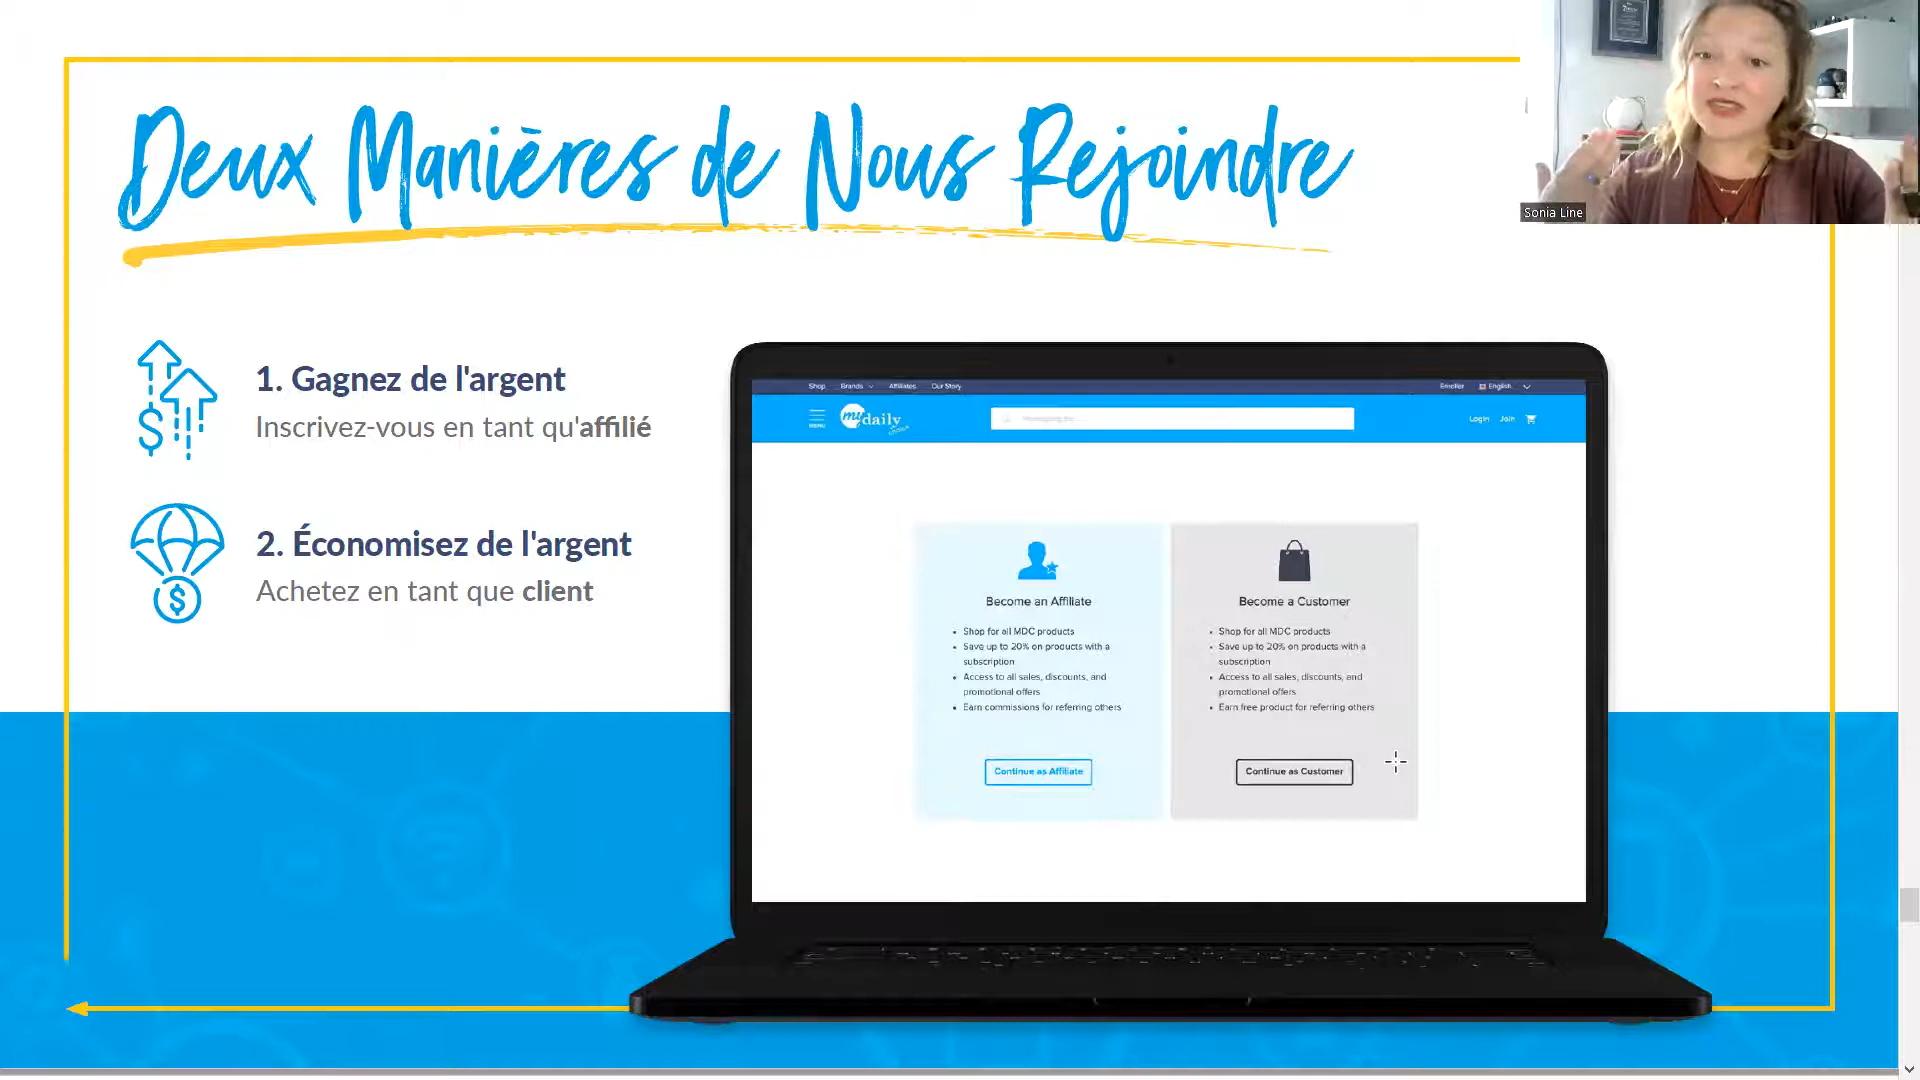 Deux Manières de Nous Rejoindre
Sonia Line
1. Gagnez de l'argent
Inscrivez-vous en tant qu'affilié
2. Économisez de l'argent
Achetez en tant que client
Shop Brands Affiliates Our Story Enroller English
MENU my daily choice Login Join
Become an Affiliate
• Shop for all MDC products
• Save up to 20% on products with a
subscription
• Access to all sales, discounts, and
promotional offers
• Earn commissions for referring others
Continue as Affiliate
Become a Customer
• Shop for all MDC products
• Save up to 20% on products with a
subscription
• Access to all sales, discounts, and
promotional offers
• Earn free product for referring others
Continue as Customer